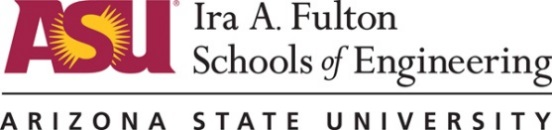 ASU Ira A. Fulton
Schools of Engineering
ARIZONA STATE UNIVERSITY